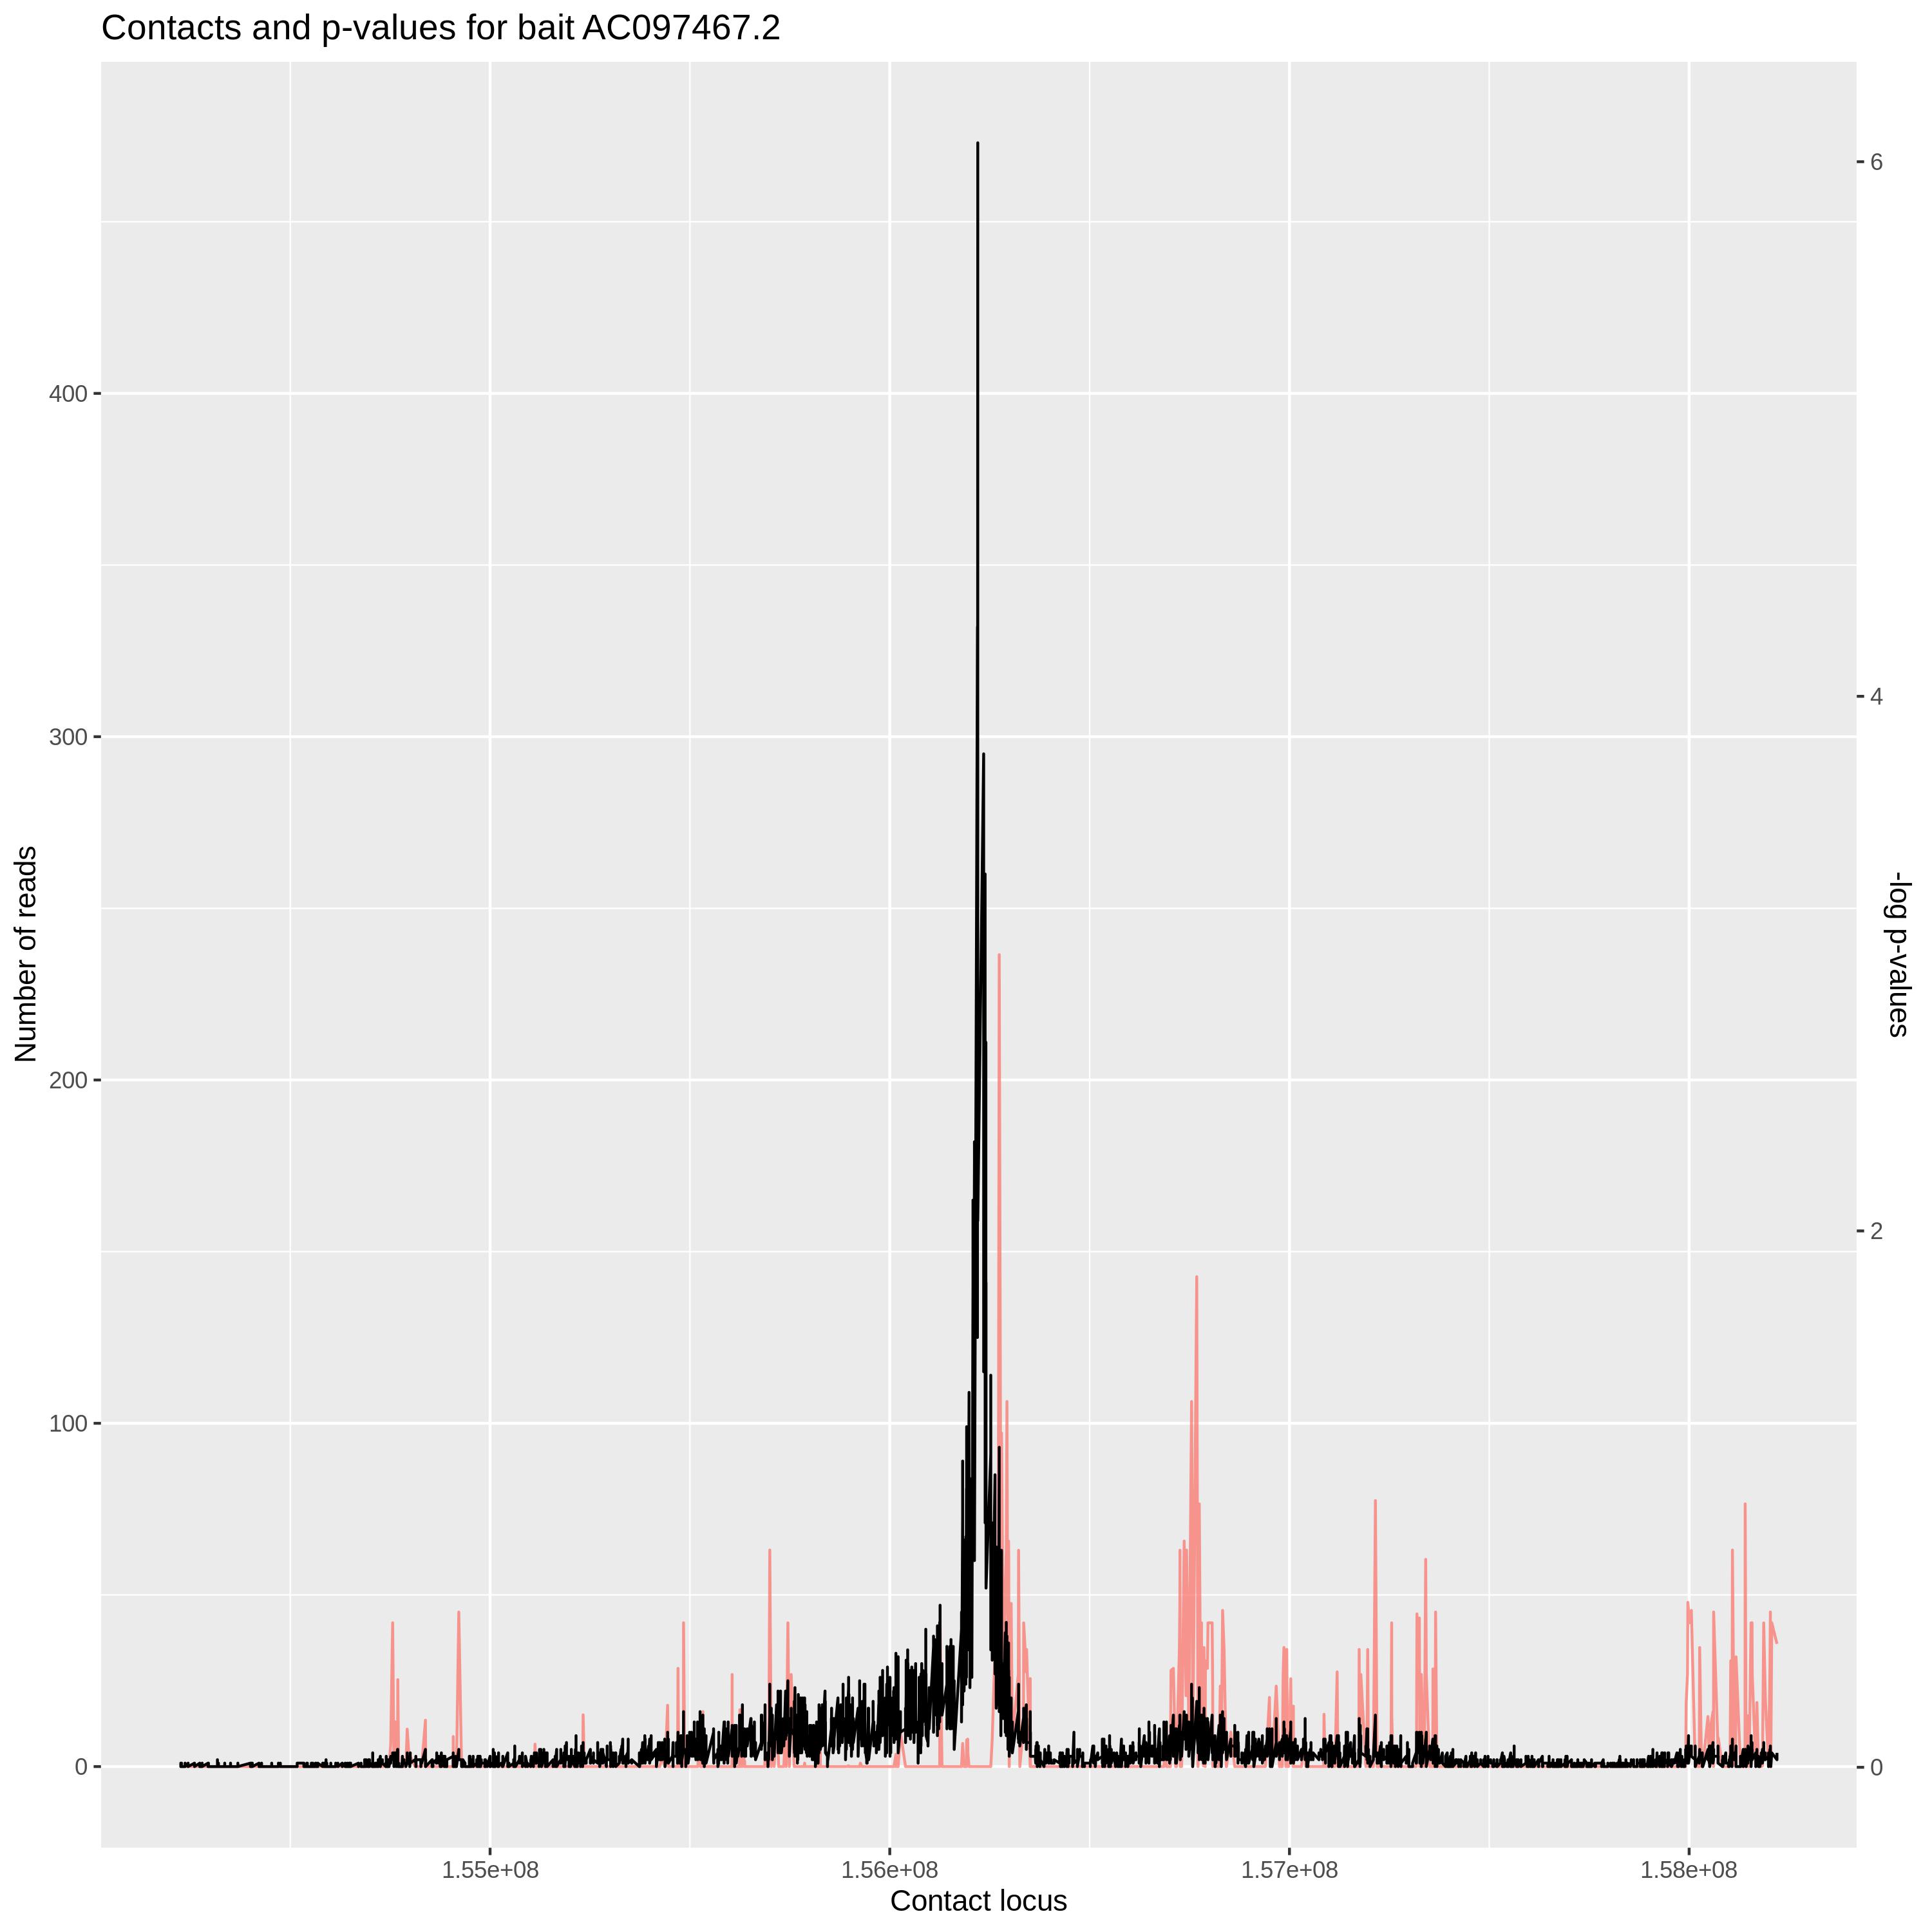 Contacts and p-values for bait AC097467.2
400
300
200
100
0
Number of reads
6
4
2
0
-log p-values
1.55e+08
1.56e+08
1.57e+08
1.58e+08
Contact locus